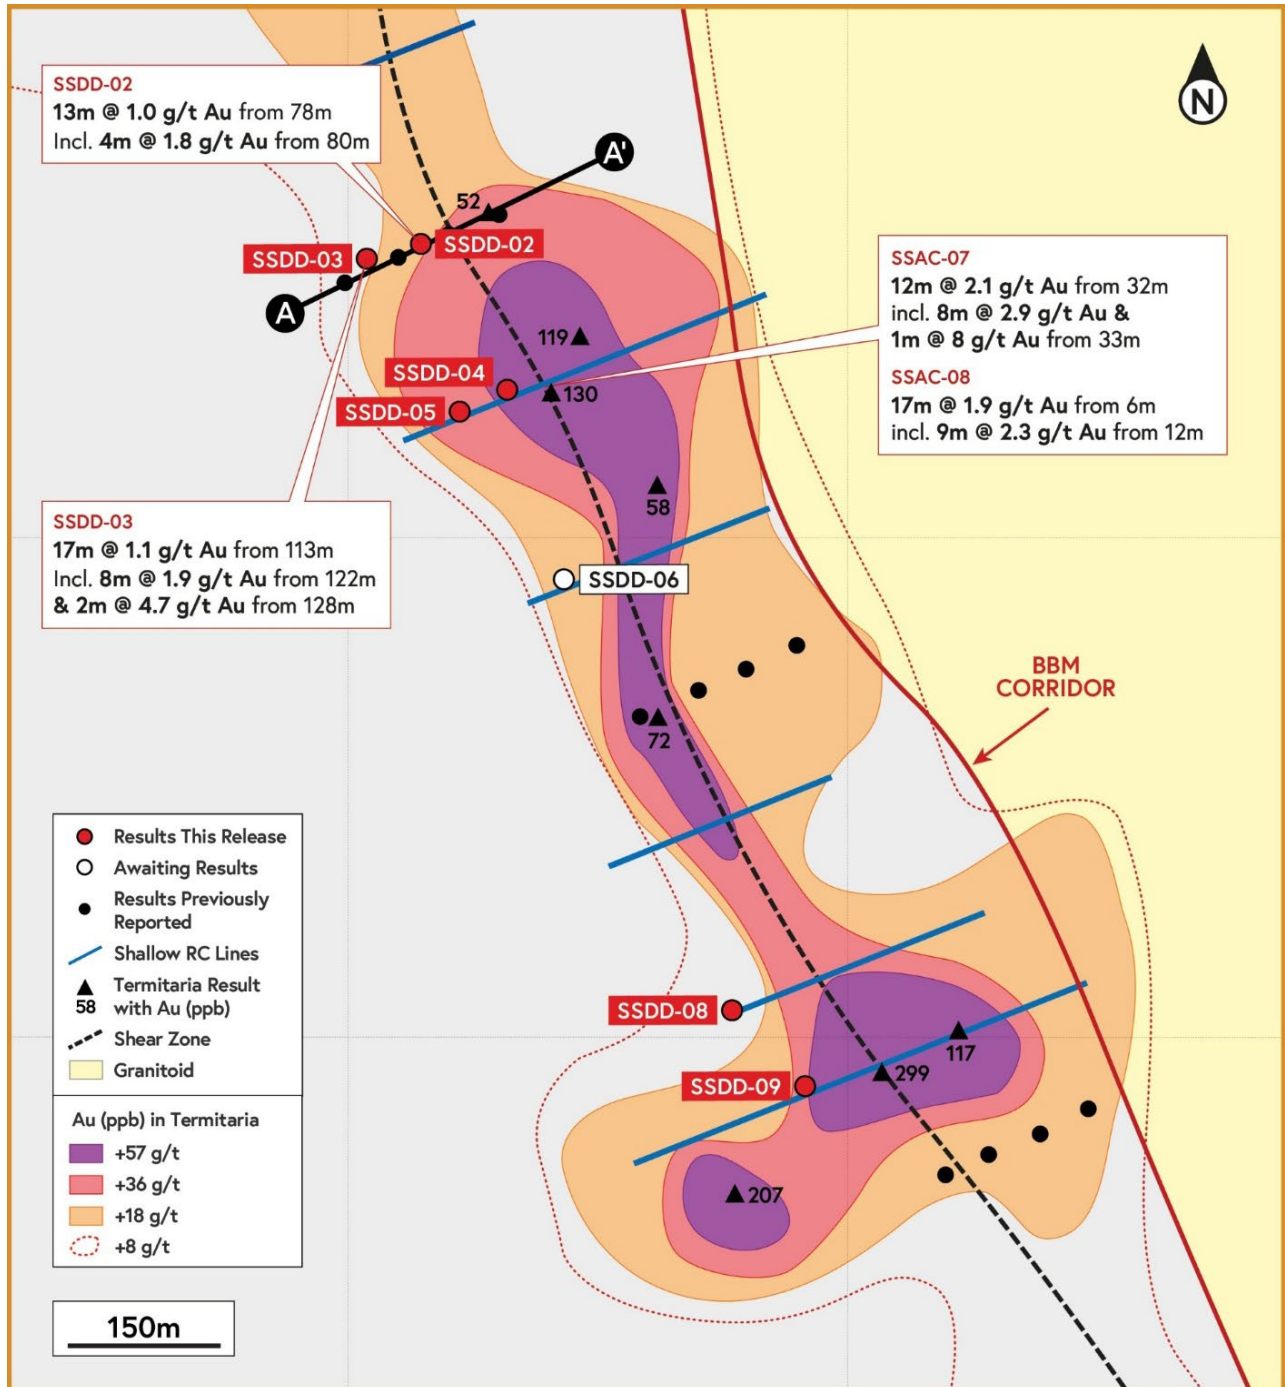 N
SSDD-02
13m @ 1.0 g/t Au from 78m
Incl. 4m @ 1.8 g/t Au from 80m
A'
52
SSDD-02
SSDD-03
A
SSAC-07
12m @ 2.1 g/t Au from 32m
incl. 8m @ 2.9 g/t Au &
1m @ 8 g/t Au from 33m
SSAC-08
17m @ 1.9 g/t Au from 6m
incl. 9m @ 2.3 g/t Au from 12m
119
SSDD-04
130
SSDD-05
58
SSDD-03
17m @ 1.1 g/t Au from 113m
Incl. 8m @ 1.9 g/t Au from 122m
& 2m @ 4.7 g/t Au from 128m
SSDD-06
BBM
CORRIDOR
72
Results This Release
Awaiting Results
Results Previously
Reported
Shallow RC Lines
Termitaria Result
with Au (ppb)
58
Shear Zone
Granitoid
Au (ppb) in Termitaria
+57 g/t
+36 g/t
+18 g/t
+8 g/t
SSDD-08
117
299
SSDD-09
207
150m